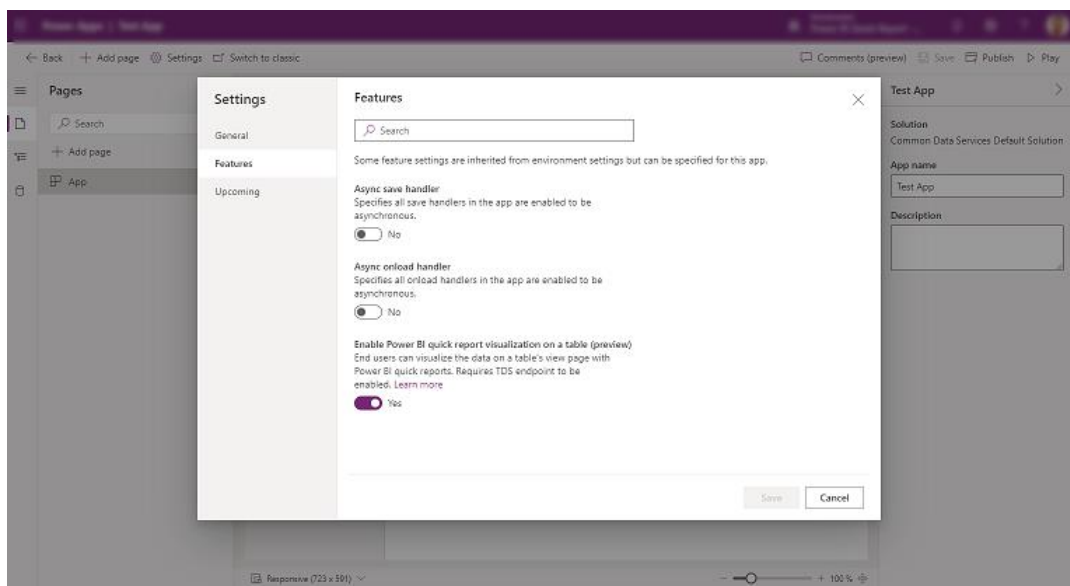 Power Apps | Test App
Back
Add page
Settings
Switch to classic
Comments (preview)
Save
Publish
Play
Pages
Search
Add page
App
Settings
General
Features
Upcoming
Features
Search
Some feature settings are inherited from environment settings but can be specified for this app.
Async save handler
Specifies all save handlers in the app are enabled to be
asynchronous.
No
Async onload handler
Specifies all onload handlers in the app are enabled to be
asynchronous.
No
Enable Power BI quick report visualization on a table (preview)
End users can visualize the data on a table's view page with
Power BI quick reports. Requires TDS endpoint to be
enabled. Learn more
Yes
Save
Cancel
Test App
Solution
Common Data Services Default Solution
App name
Test App
Description
Responsive (723 x 591)
100 %